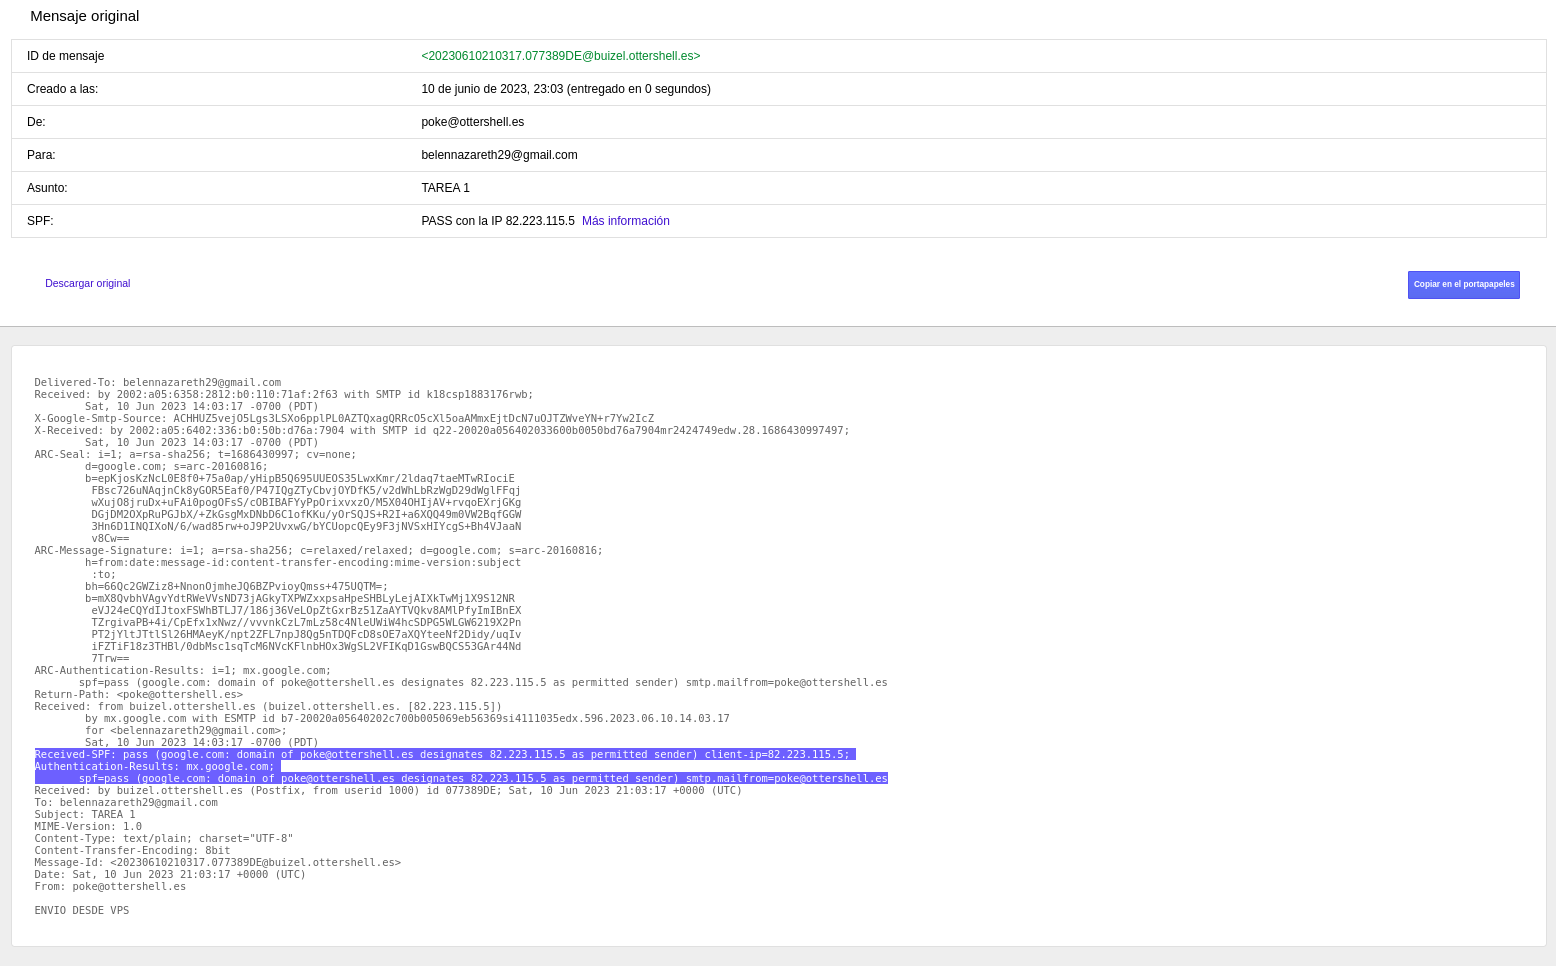 Mensaje original
ID de mensaje <20230610210317.077389DE@buizel.ottershell.es>
Creado a las: 10 de junio de 2023, 23:03 (entregado en 0 segundos)
De: poke@ottershell.es
Para: belennazareth29@gmail.com
Asunto: TAREA 1
SPF: PASS con la IP 82.223.115.5 Más información
Descargar original Copiar en el portapapeles
Delivered-To: belennazareth29@gmail.com
Received: by 2002:a05:6358:2812:b0:110:71af:2f63 with SMTP id k18csp1883176rwb;
Sat, 10 Jun 2023 14:03:17 -0700 (PDT)
X-Google-Smtp-Source: ACHHUZ5vejO5Lgs3LSXo6pplPL0AZTQxagQRRcO5cXl5oaAMmxEjtDcN7uOJTZWveYN+r7Yw2IcZ
X-Received: by 2002:a05:6402:336:b0:50b:d76a:7904 with SMTP id q22-20020a056402033600b0050bd76a7904mr2424749edw.28.1686430997497;
Sat, 10 Jun 2023 14:03:17 -0700 (PDT)
ARC-Seal: i=1; a=rsa-sha256; t=1686430997; cv=none;
d=google.com; s=arc-20160816;
b=epKjosKzNcL0E8f0+75a0ap/yHipB5Q695UUEOS35LwxKmr/2ldaq7taeMTwRIociE
FBsc726uNAqjnCk8yGOR5Eaf0/P47IQgZTyCbvjOYDfK5/v2dWhLbRzWgD29dWglFFqj
wXujO8jruDx+uFAi0pogOFsS/cOBIBAFYyPpOrixvxzO/M5X04OHIjAV+rvqoEXrjGKg
DGjDM2OXpRuPGJbX/+ZkGsgMxDNbD6C1ofKKu/yOrSQJS+R2I+a6XQQ49m0VW2BqfGGW
3Hn6D1INQIXoN/6/wad85rw+oJ9P2UvxwG/bYCUopcQEy9F3jNVSxHIYcgS+Bh4VJaaN
v8Cw==
ARC-Message-Signature: i=1; a=rsa-sha256; c=relaxed/relaxed; d=google.com; s=arc-20160816;
h=from:date:message-id:content-transfer-encoding:mime-version:subject
:to;
bh=66Qc2GWZiz8+NnonOjmheJQ6BZPvioyQmss+475UQTM=;
b=mX8QvbhVAgvYdtRWeVVsND73jAGkyTXPWZxxpsaHpeSHBLyLejAIXkTwMj1X9S12NR
eVJ24eCQYdIJtoxFSWhBTLJ7/186j36VeLOpZtGxrBz51ZaAYTVQkv8AMlPfyImIBnEX
TZrgivaPB+4i/CpEfx1xNwz//vvvnkCzL7mLz58c4NleUWiW4hcSDPG5WLGW6219X2Pn
PT2jYltJTtlSl26HMAeyK/npt2ZFL7npJ8Qg5nTDQFcD8sOE7aXQYteeNf2Didy/uqIv
iFZTiF18z3THBl/0dbMsc1sqTcM6NVcKFlnbHOx3WgSL2VFIKqD1GswBQCS53GAr44Nd
7Trw==
ARC-Authentication-Results: i=1; mx.google.com;
spf=pass (google.com: domain of poke@ottershell.es designates 82.223.115.5 as permitted sender) smtp.mailfrom=poke@ottershell.es
Return-Path: <poke@ottershell.es>
Received: from buizel.ottershell.es (buizel.ottershell.es. [82.223.115.5])
by mx.google.com with ESMTP id b7-20020a05640202c700b005069eb56369si4111035edx.596.2023.06.10.14.03.17
for <belennazareth29@gmail.com>;
Sat, 10 Jun 2023 14:03:17 -0700 (PDT)
Received-SPF: pass (google.com: domain of poke@ottershell.es designates 82.223.115.5 as permitted sender) client-ip=82.223.115.5;
Authentication-Results: mx.google.com;
spf=pass (google.com: domain of poke@ottershell.es designates 82.223.115.5 as permitted sender) smtp.mailfrom=poke@ottershell.es
Received: by buizel.ottershell.es (Postfix, from userid 1000) id 077389DE; Sat, 10 Jun 2023 21:03:17 +0000 (UTC)
To: belennazareth29@gmail.com
Subject: TAREA 1
MIME-Version: 1.0
Content-Type: text/plain; charset="UTF-8"
Content-Transfer-Encoding: 8bit
Message-Id: <20230610210317.077389DE@buizel.ottershell.es>
Date: Sat, 10 Jun 2023 21:03:17 +0000 (UTC)
From: poke@ottershell.es
ENVIO DESDE VPS